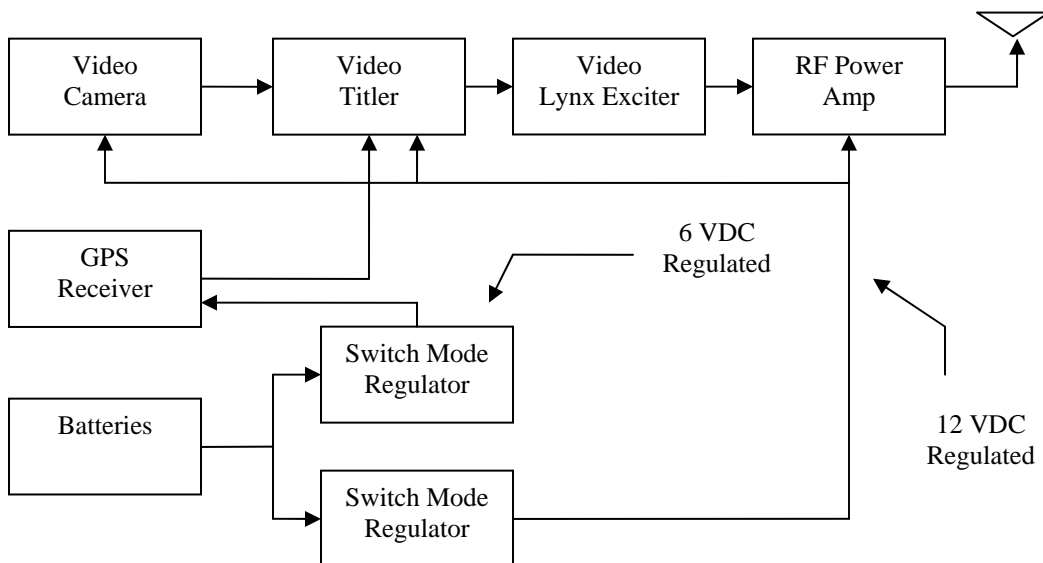 Video
Camera
Video
Titler
Video
Lynx Exciter
RF Power
Amp
GPS
Receiver
6 VDC
Regulated
Switch Mode
Regulator
Batteries
12 VDC
Regulated
Switch Mode
Regulator